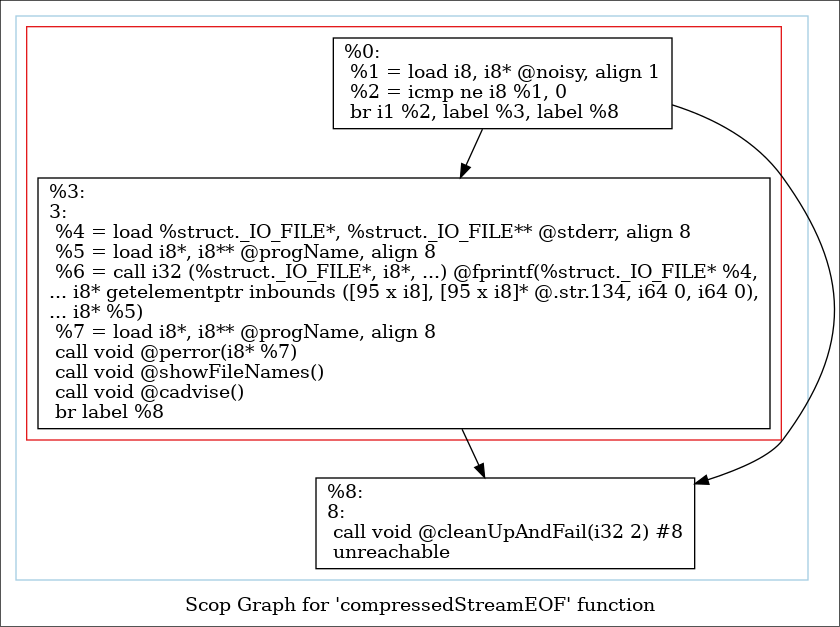 %0:
%1 = load i8, i8* @noisy, align 1
%2 = icmp ne i8 %1, 0
br i1 %2, label %3, label %8
%3:
3:
%4 = load %struct._IO_FILE*, %struct._IO_FILE** @stderr, align 8
%5 = load i8*, i8** @progName, align 8
%6 = call i32 (%struct._IO_FILE*, i8*, ...) @fprintf(%struct._IO_FILE* %4,
... i8* getelementptr inbounds ([95 x i8], [95 x i8]* @.str.134, i64 0, i64 0),
... i8* %5)
%7 = load i8*, i8** @progName, align 8
call void @perror(i8* %7)
call void @showFileNames()
call void @cadvise()
br label %8
%8:
8:
call void @cleanUpAndFail(i32 2) #8
unreachable
Scop Graph for 'compressedStreamEOF' function